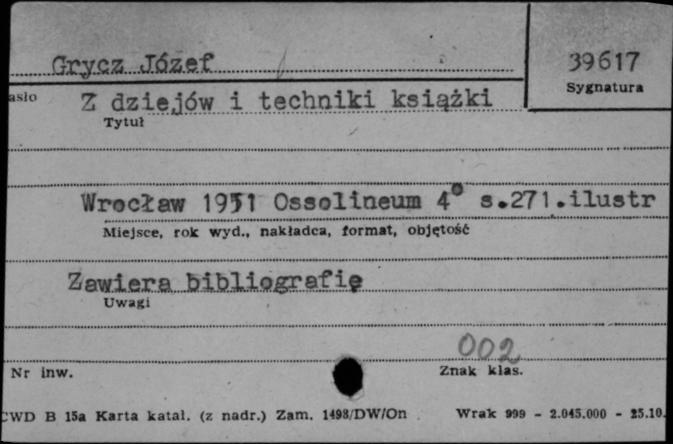 Grycz Józef
39617
Sygnatura
asło
Z dziejów i techniki książki
Tytuł
Wrocław 1951 Ossolineum 4° s.271.ilustr
Miejsce, rok wyd., nakładca, format, objętość
Zawiera bibliografię
Uwagi
002
Nr inw.
Znak klas.
CWD B 15a Karta katal. (z nadr.) Zam. 1498/DW/On Wrak 999 - 2.045.000 - 25.10.